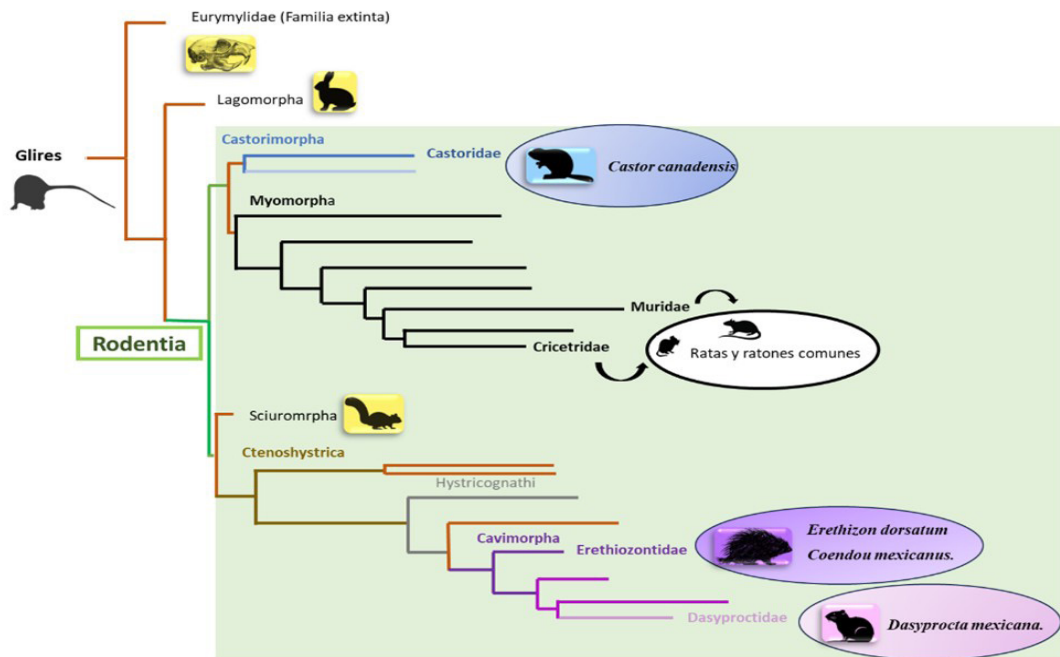 Eurymylidae (Familia extinta)
Lagomorpha
Glires
Castorimorpha
Castoridae
Castor canadensis
Myomorpha
Muridae
Ratas y ratones comunes
Cricetridae
Rodentia
Sciuromrpha
Ctenoshystrica
Hystricognathi
Cavimorpha
Erethiozontidae
Erethizon dorsatum
Coendou mexicanus.
Dasyproctidae
Dasyprocta mexicana.